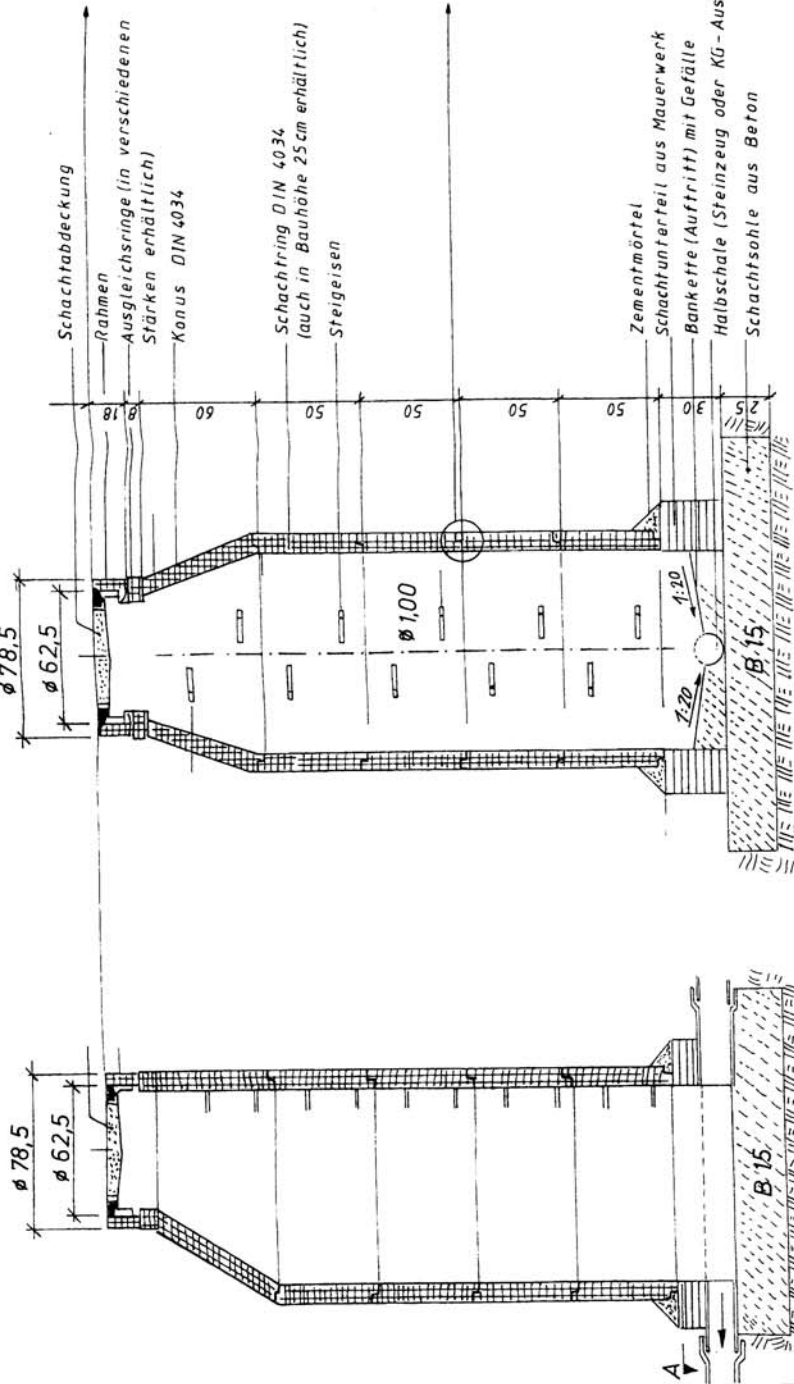 Schachtabdeckung
Rahmen
Ausgleichsringe (in verschiedenen
Stärken erhältlich)
Konus DIN 4034
Schachtring DIN 4034
(auch in Bauhöhe 25cm erhältlich)
Steigeisen
Zementmörtel
Schachtunterteil aus Mauerwerk
Bankette (Auftritt) mit Gefälle
Halbschale (Steinzeug oder KG-Aus
Schachtsohle aus Beton
18
8
60
50
50
50
50
30
25
ø 78,5
ø 62,5
ø 1,00
1:20
1:20
B 15
ø 78,5
ø 62,5
B 15
A